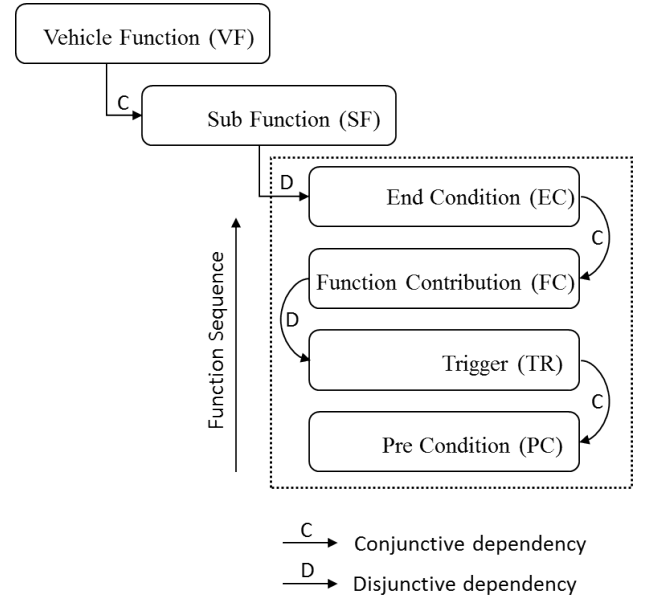 Vehicle Function (VF)
C
Sub Function (SF)
D
End Condition (EC)
C
Function Contribution (FC)
D
Trigger (TR)
C
Pre Condition (PC)
Function Sequence
C
Conjunctive dependency
D
Disjunctive dependency